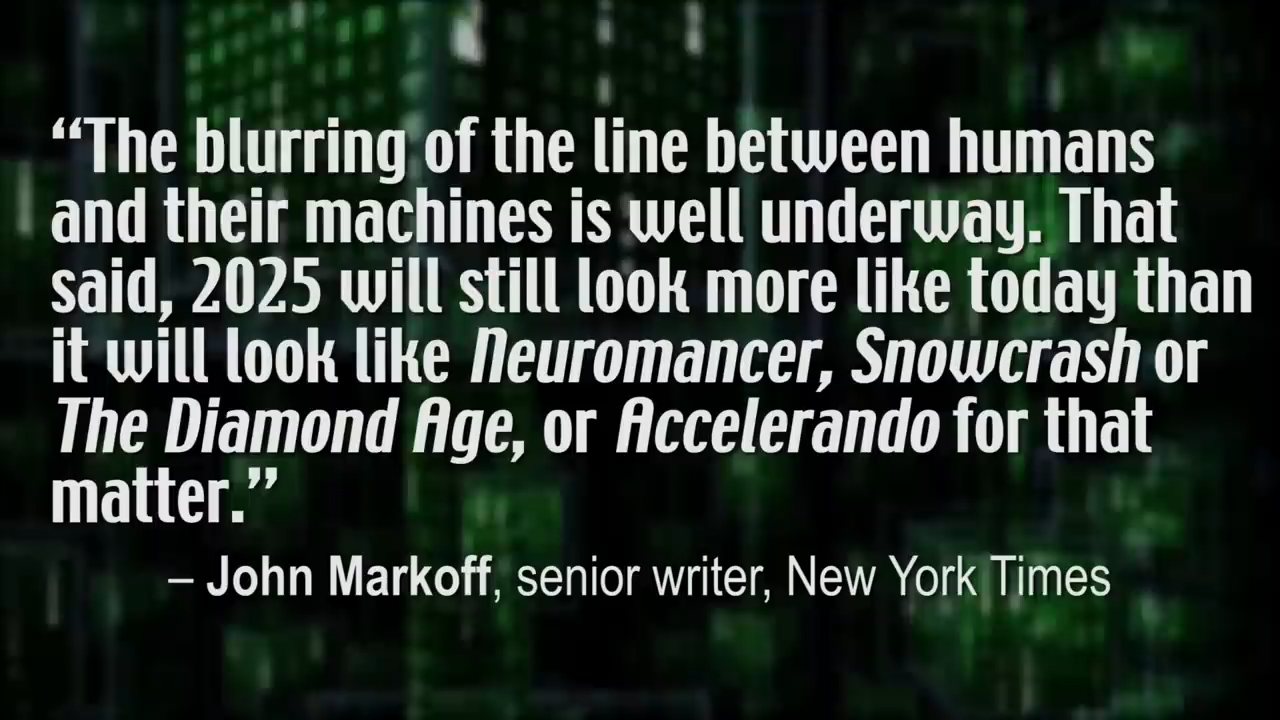 “The blurring of the line between humans
and their machines is well underway. That
said, 2025 will still look more like today than
it will look like Neuromancer, Snowcrash or
The Diamond Age, or Accelerando for that
matter.”
– John Markoff, senior writer, New York Times